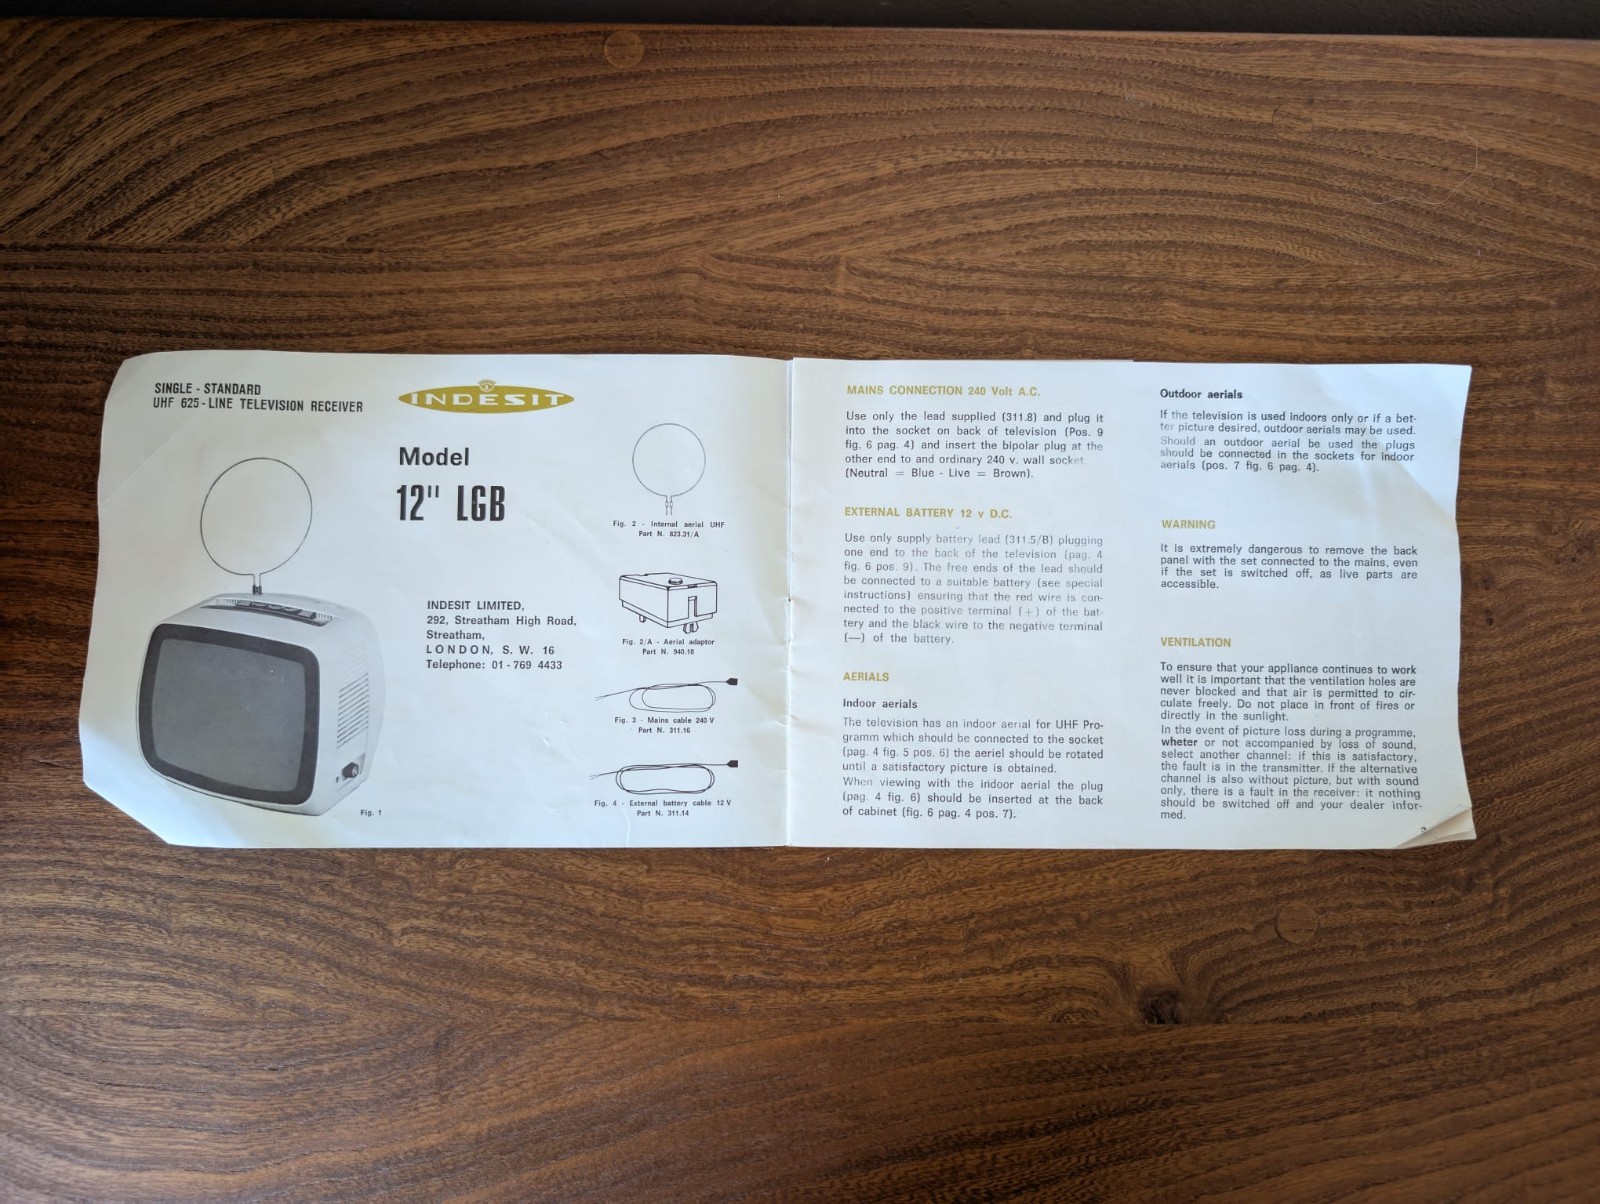 SINGLE - STANDARD
UHF 625 - LINE TELEVISION RECEIVER
INDESIT
Model
12" LGB
INDESIT LIMITED,
292, Streatham High Road,
Streatham,
LONDON, S. W. 16
Telephone: 01 - 769 4433
Fig. 1
Fig. 2 - Internal aerial UHF
Part N. 823.31/A
Fig. 2/A - Aerial adaptor
Part N. 940.18
Fig. 3 - Mains cable 240 V
Part N. 311.16
Fig. 4 - External battery cable 12 V
Part N. 311.14
MAINS CONNECTION 240 Volt A.C.
Use only the lead supplied (311.8) and plug it
into the socket on back of television (Pos. 9
fig. 6 pag. 4) and insert the bipolar plug at the
other end to and ordinary 240 v. wall socket.
(Neutral = Blue - Live = Brown).
EXTERNAL BATTERY 12 v D.C.
Use only supply battery lead (311.5/B) plugging
one end to the back of the television (pag. 4
fig. 6 pos. 9). The free ends of the lead should
be connected to a suitable battery (see special
instructions) ensuring that the red wire is con-
nected to the positive terminal (+) of the bat-
tery and the black wire to the negative terminal
(—) of the battery.
AERIALS
Indoor aerials
The television has an indoor aerial for UHF Pro-
gramm which should be connected to the socket
(pag. 4 fig. 5 pos. 6) the aeriel should be rotated
until a satisfactory picture is obtained.
When viewing with the indoor aerial the plug
(pag. 4 fig. 6) should be inserted at the back
of cabinet (fig. 6 pag. 4 pos. 7).
Outdoor aerials
If the television is used indoors only or if a bet-
ter picture desired, outdoor aerials may be used.
Should an outdoor aerial be used the plugs
should be connected in the sockets for indoor
aerials (pos. 7 fig. 6 pag. 4).
WARNING
It is extremely dangerous to remove the back
panel with the set connected to the mains, even
if the set is switched off, as live parts are
accessible.
VENTILATION
To ensure that your appliance continues to work
well it is important that the ventilation holes are
never blocked and that air is permitted to cir-
culate freely. Do not place in front of fires or
directly in the sunlight.
In the event of picture loss during a programme,
wheter or not accompanied by loss of sound,
select another channel: if this is satisfactory,
the fault is in the transmitter. If the alternative
channel is also without picture, but with sound
only, there is a fault in the receiver: it nothing
should be switched off and your dealer infor-
med.